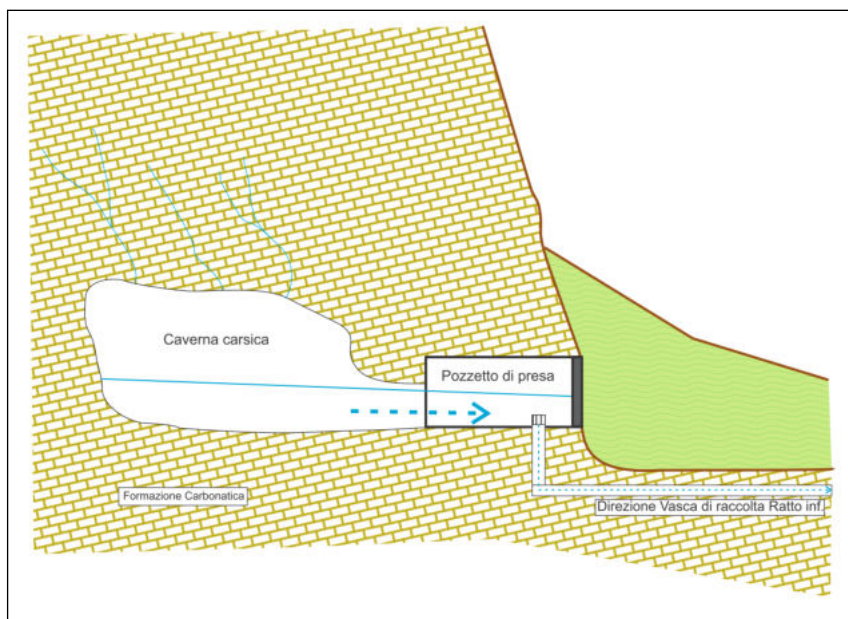 Caverna carsica
Pozzetto di presa
Formazione Carbonatica
Direzione Vasca di raccolta Ratto inf.